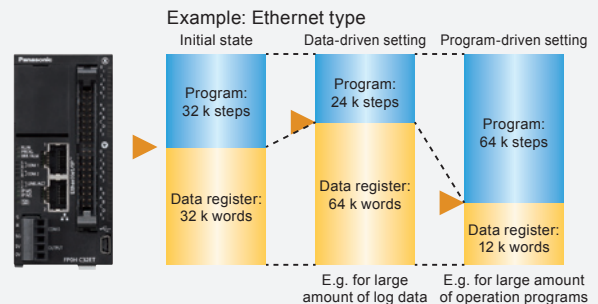 Example: Ethernet type
Initial state
Data-driven setting
Program-driven setting
Panasonic
Program:
32 k steps
Data register:
32 k words
Program:
24 k steps
Data register:
64 k words
Program:
64 k steps
Data register:
12 k words
E.g. for large
amount of log data
E.g. for large amount
of operation programs
EtherNet/IP
FP0H C32ET